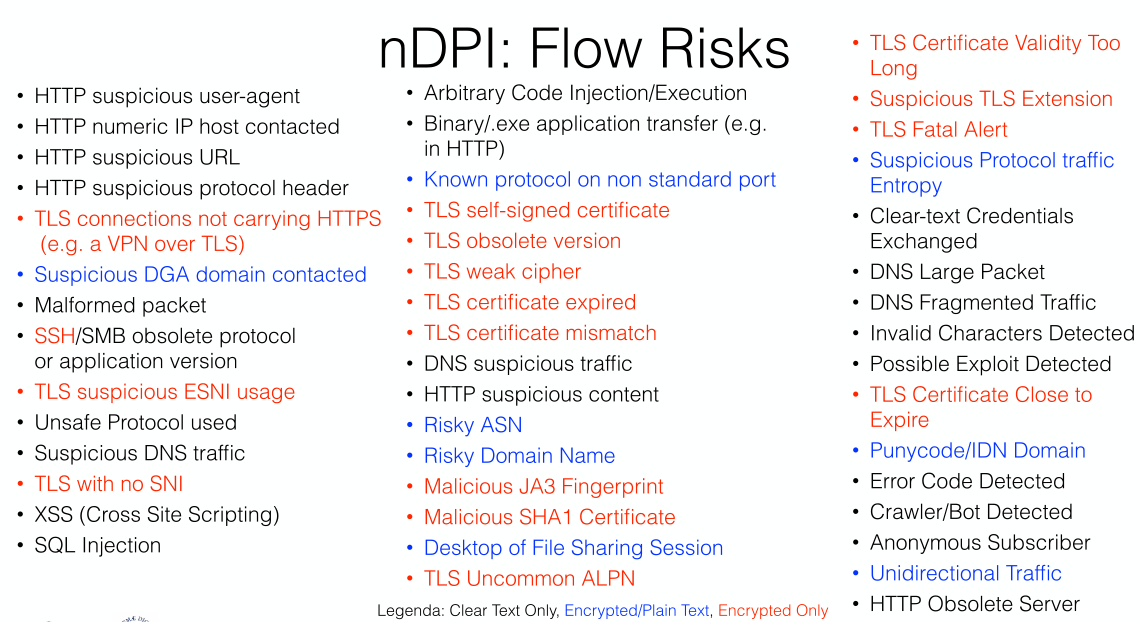 nDPI: Flow Risks
• HTTP suspicious user-agent
• HTTP numeric IP host contacted
• HTTP suspicious URL
• HTTP suspicious protocol header
• TLS connections not carrying HTTPS
(e.g. a VPN over TLS)
• Suspicious DGA domain contacted
• Malformed packet
• SSH/SMB obsolete protocol
or application version
• TLS suspicious ESNI usage
• Unsafe Protocol used
• Suspicious DNS traffic
• TLS with no SNI
• XSS (Cross Site Scripting)
• SQL Injection
• Arbitrary Code Injection/Execution
• Binary/.exe application transfer (e.g.
in HTTP)
• Known protocol on non standard port
• TLS self-signed certificate
• TLS obsolete version
• TLS weak cipher
• TLS certificate expired
• TLS certificate mismatch
• DNS suspicious traffic
• HTTP suspicious content
• Risky ASN
• Risky Domain Name
• Malicious JA3 Fingerprint
• Malicious SHA1 Certificate
• Desktop of File Sharing Session
• TLS Uncommon ALPN
• TLS Certificate Validity Too
Long
• Suspicious TLS Extension
• TLS Fatal Alert
• Suspicious Protocol traffic
Entropy
• Clear-text Credentials
Exchanged
• DNS Large Packet
• DNS Fragmented Traffic
• Invalid Characters Detected
• Possible Exploit Detected
• TLS Certificate Close to
Expire
• Punycode/IDN Domain
• Error Code Detected
• Crawler/Bot Detected
• Anonymous Subscriber
• Unidirectional Traffic
• HTTP Obsolete Server
Legenda: Clear Text Only, Encrypted/Plain Text, Encrypted Only